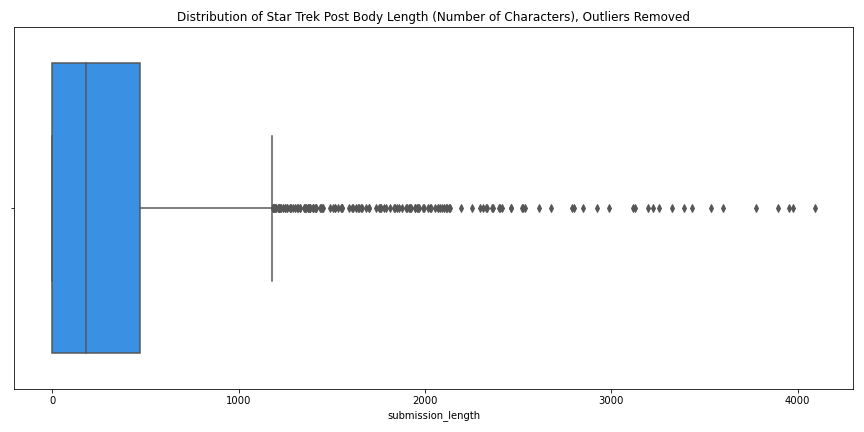 Distribution of Star Trek Post Body Length (Number of Characters), Outliers Removed
0 1000 2000 3000 4000
submission_length